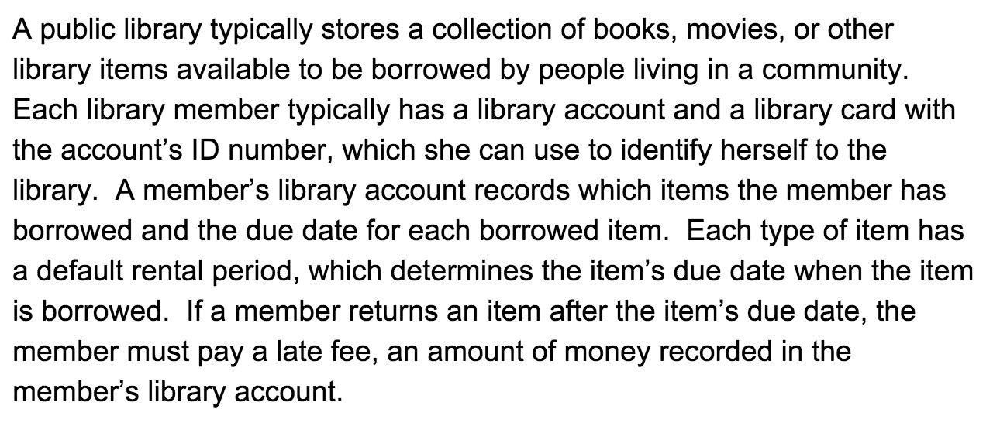 A public library typically stores a collection of books, movies, or other
library items available to be borrowed by people living in a community.
Each library member typically has a library account and a library card with
the account’s ID number, which she can use to identify herself to the
library.  A member’s library account records which items the member has
borrowed and the due date for each borrowed item.  Each type of item has
a default rental period, which determines the item’s due date when the item
is borrowed.  If a member returns an item after the item’s due date, the
member must pay a late fee, an amount of money recorded in the
member’s library account.